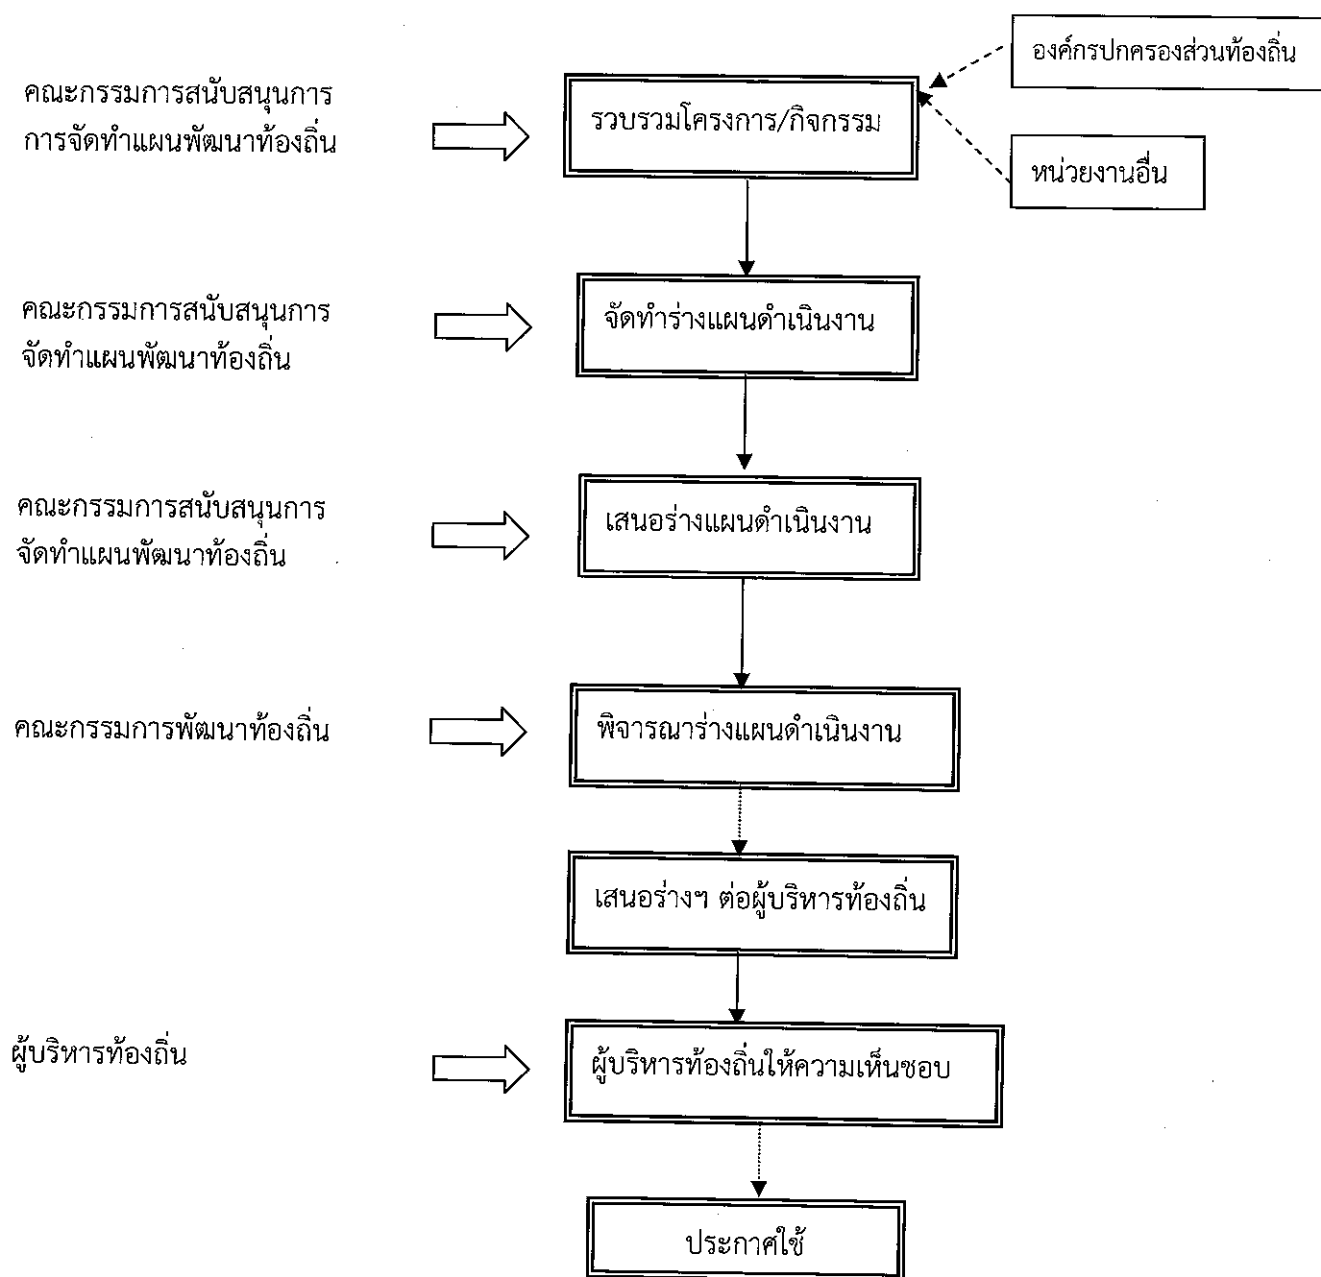 องค์กรปกครองส่วนท้องถิ่น
คณะกรรมการสนับสนุนการ
การจัดทำแผนพัฒนาท้องถิ่น
รวบรวมโครงการ/กิจกรรม
หน่วยงานอื่น
คณะกรรมการสนับสนุนการ
จัดทำแผนพัฒนาท้องถิ่น
จัดทำร่างแผนดำเนินงาน
คณะกรรมการสนับสนุนการ
จัดทำแผนพัฒนาท้องถิ่น
เสนอร่างแผนดำเนินงาน
คณะกรรมการพัฒนาท้องถิ่น
พิจารณาร่างแผนดำเนินงาน
เสนอร่างฯ ต่อผู้บริหารท้องถิ่น
ผู้บริหารท้องถิ่น
ผู้บริหารท้องถิ่นให้ความเห็นชอบ
ประกาศใช้